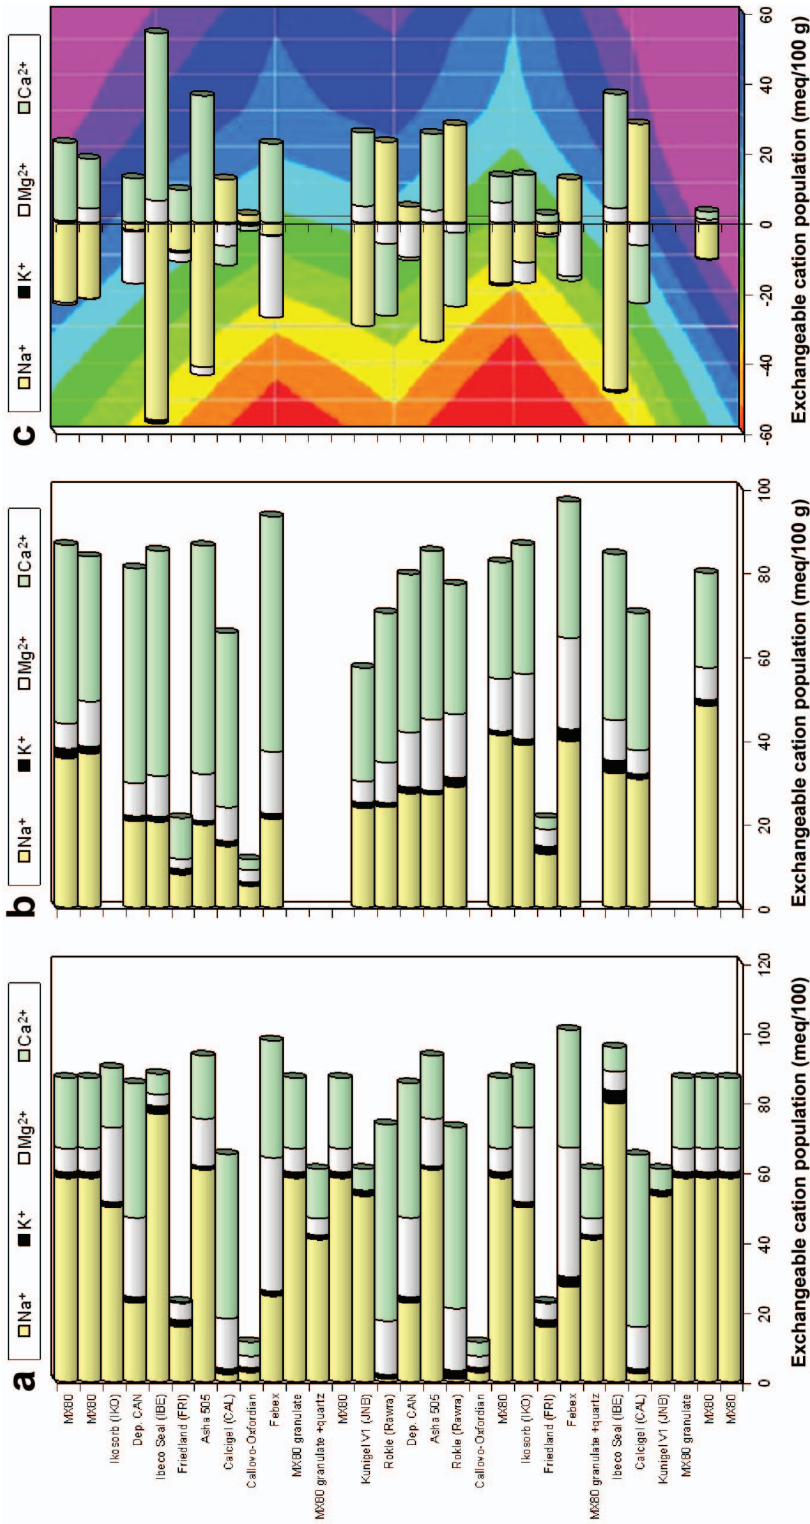 a
Na⁺ K⁺ Mg²⁺ Ca²⁺
MX80
MX80
Ikosorb (IKO)
Dep. CAN
Ibeco Seal (IBE)
Friedland (FRI)
Asha 505
Calcigel (CAL)
Callovo-Oxfordian
Febex
MX80 granulate
MX80 granulate +quartz
MX80
Kunigel V1 (JNB)
Rokle (Rawra)
Dep. CAN
Asha 505
Rokle (Rawra)
Callovo-Oxfordian
MX80
Ikosorb (IKO)
Friedland (FRI)
Febex
MX80 granulate +quartz
Ibeco Seal (IBE)
Calcigel (CAL)
Kunigel V1 (JNB)
MX80 granulate
MX80
MX80
0 20 40 60 80 100 120
Exchangeable cation population (meq/100)
b
Na⁺ K⁺ Mg²⁺ Ca²⁺
0 20 40 60 80 100
Exchangeable cation population (meq/100 g)
c
Na⁺ K⁺ Mg²⁺ Ca²⁺
-60 -40 -20 0 20 40 60
Exchangeable cation population (meq/100 g)